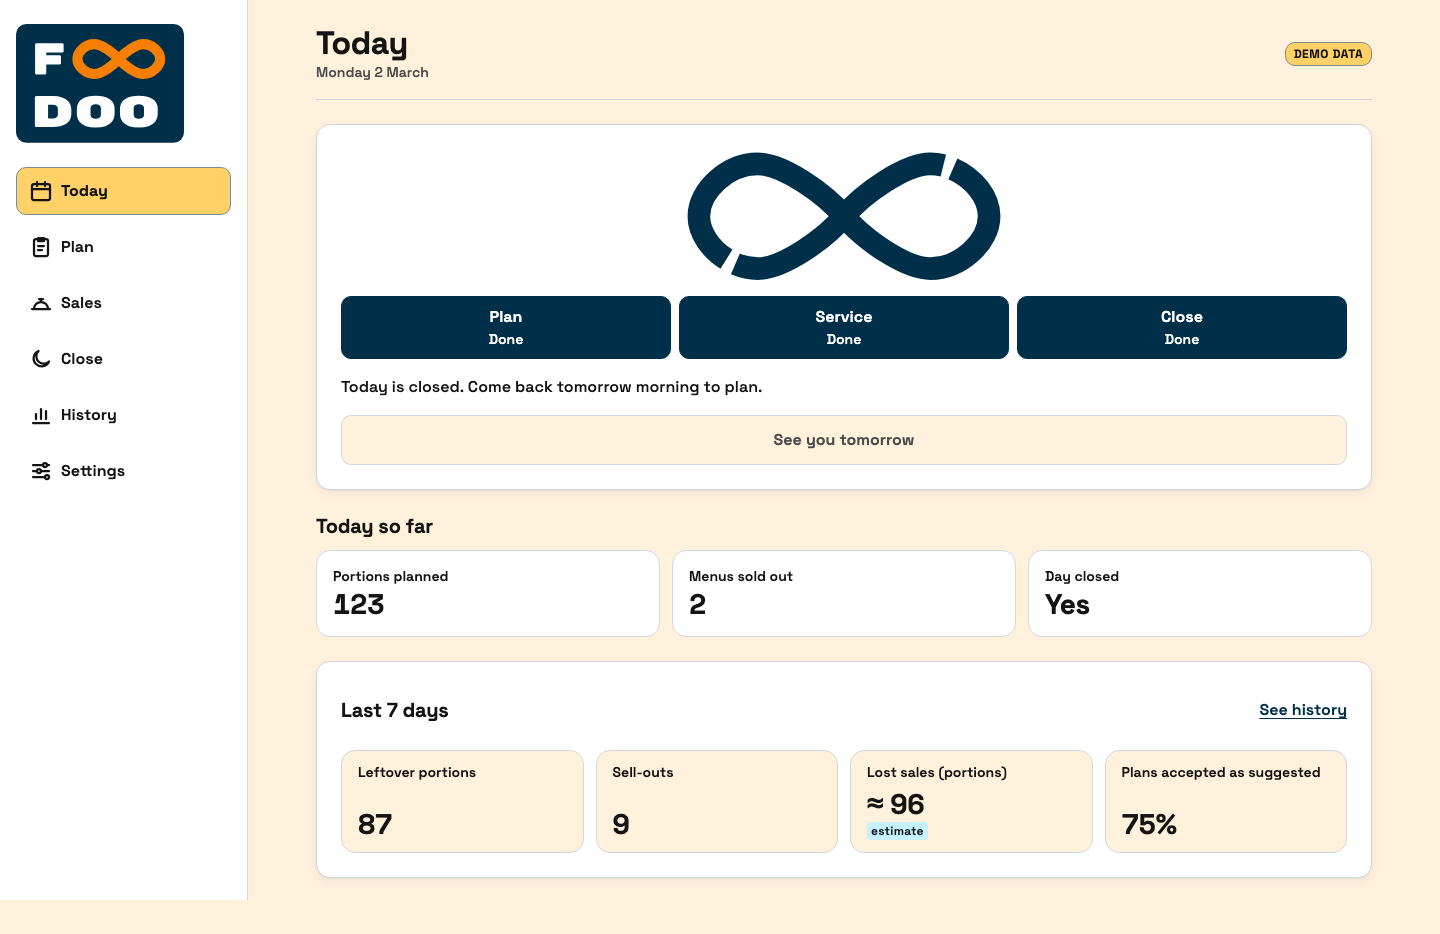 F∞
DOO
Today
Plan
Sales
Close
History
Settings
Today
Monday 2 March
DEMO DATA
Plan
Done
Service
Done
Close
Done
Today is closed. Come back tomorrow morning to plan.
See you tomorrow
Today so far
Portions planned
123
Menus sold out
2
Day closed
Yes
Last 7 days
See history
Leftover portions
87
Sell-outs
9
Lost sales (portions)
≈ 96
estimate
Plans accepted as suggested
75%